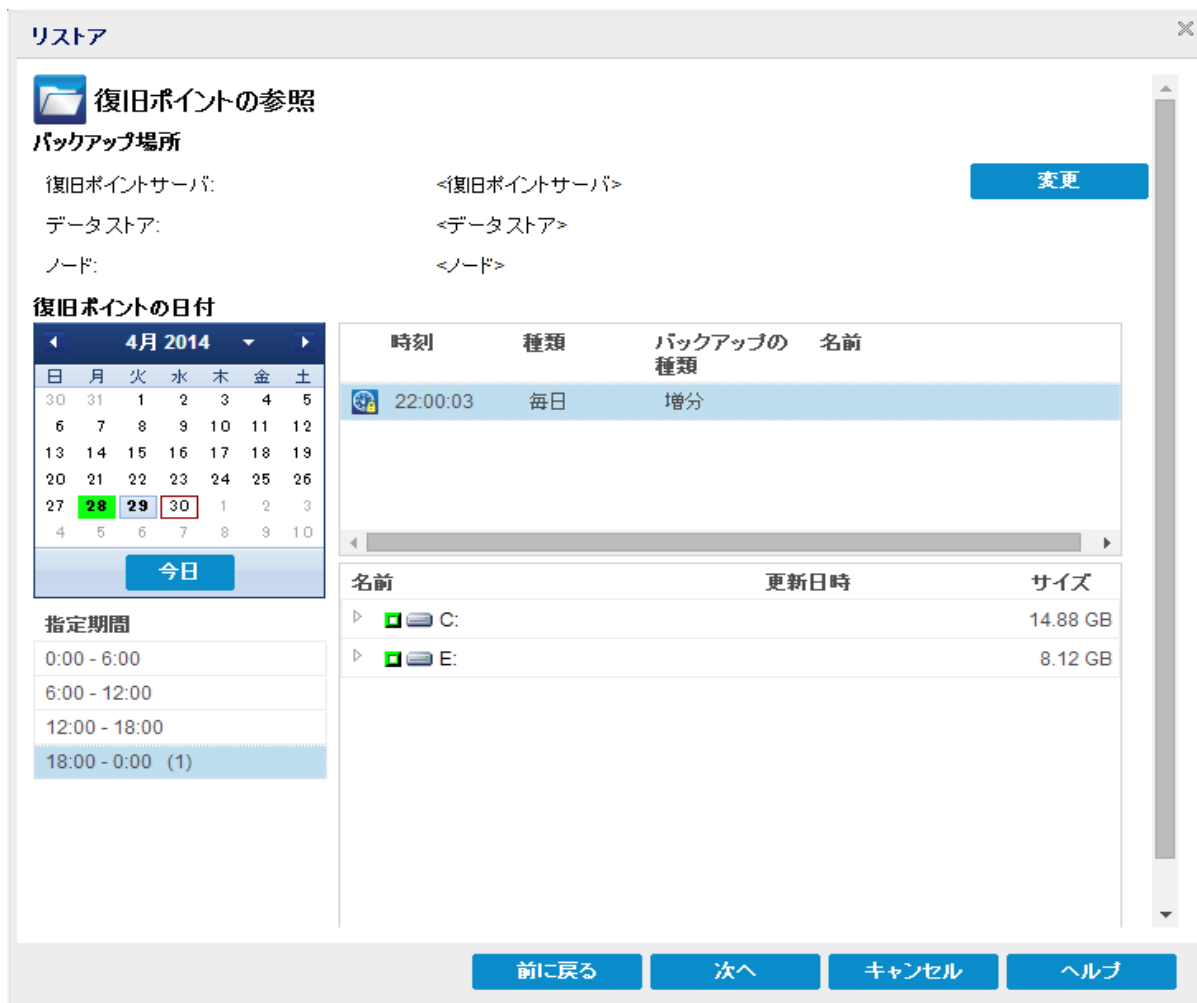 リストア
復旧ポイントの参照
バックアップ場所
復旧ポイントサーバ: <復旧ポイントサーバ> 変更
データストア: <データストア>
ノード: <ノード>
復旧ポイントの日付
4月 2014
日 月 火 水 木 金 土
30 31 1 2 3 4 5
6 7 8 9 10 11 12
13 14 15 16 17 18 19
20 21 22 23 24 25 26
27 28 29 30 1 2 3
4 5 6 7 8 9 10
今日
指定期間
0:00 - 6:00
6:00 - 12:00
12:00 - 18:00
18:00 - 0:00 (1)
時刻 種類 バックアップの種類 名前
22:00:03 毎日 増分
名前 更新日時 サイズ
C: 14.88 GB
E: 8.12 GB
前に戻る 次へ キャンセル ヘルプ